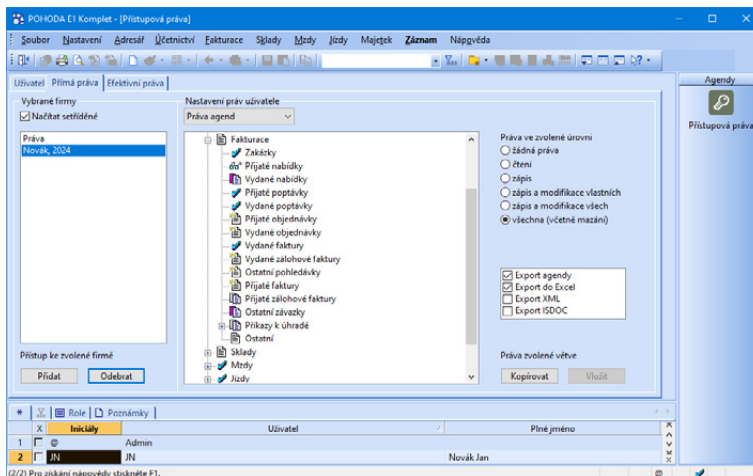 POHODA E1 Komplet - [Přístupová práva]
Soubor Nastavení Adresář Účetnictví Fakturace Sklady Mzdy Jízdy Majetek Záznam Nápověda
Uživatel Přímá práva Efektivní práva
Vybrané firmy
Načítat setříděné
Práva
Novák, 2024
Přístup ke zvolené firmě
Přidat Odebrat
Nastavení práv uživatele
Práva agend
Fakturace
Zakázky
Přijaté nabídky
Vydané nabídky
Přijaté poptávky
Vydané poptávky
Přijaté objednávky
Vydané objednávky
Vydané faktury
Vydané zálohové faktury
Ostatní pohledávky
Přijaté faktury
Přijaté zálohové faktury
Ostatní závazky
Příkazy k úhradě
Ostatní
Sklady
Mzdy
Jízdy
Práva ve zvolené úrovni
žádná práva
čtení
zápis
zápis a modifikace vlastních
zápis a modifikace všech
všechna (včetně mazání)
Export agendy
Export do Excel
Export XML
Export ISDOC
Práva zvolené větve
Kopírovat Vložit
Agendy
Přístupová práva
* Role Poznámky
X Iniciály Uživatel Plné jméno
1 @ Admin
2 JN JN Novák Jan
(2/2) Pro získání nápovědy stiskněte F1. @